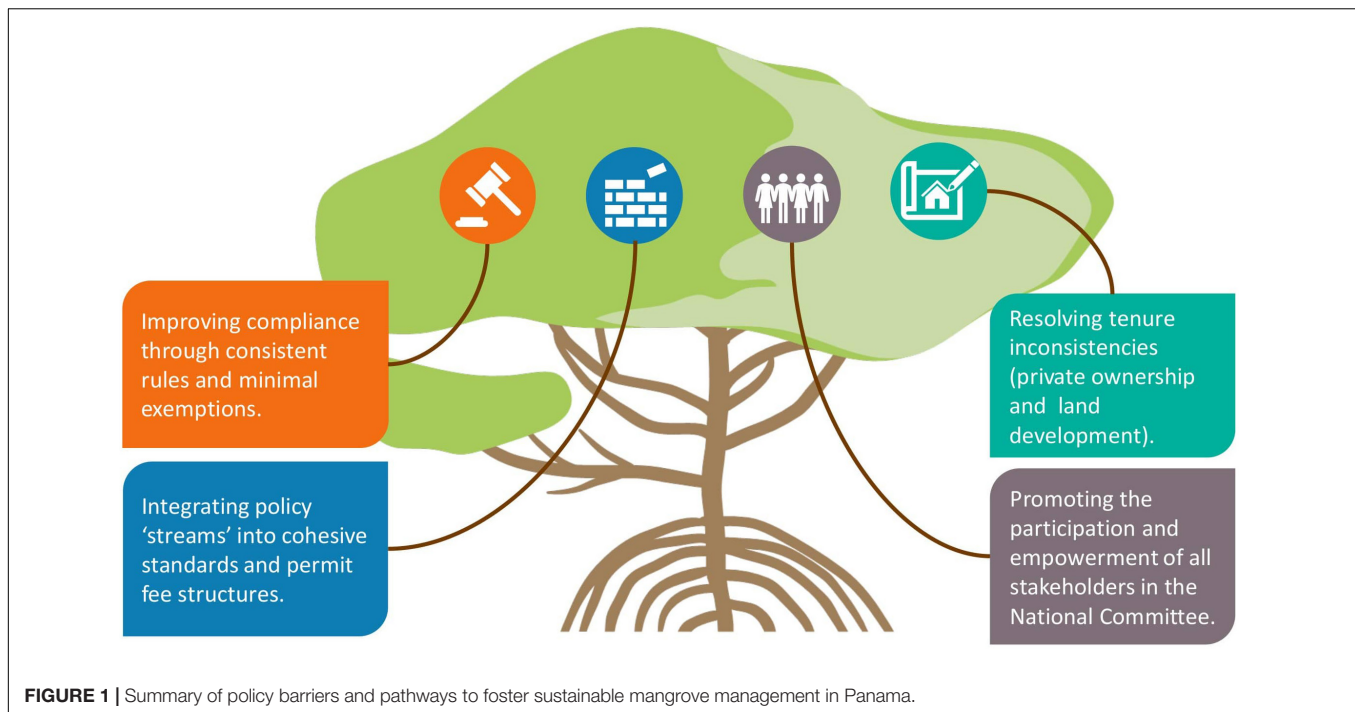 Improving compliance
through consistent
rules and minimal
exemptions.
Integrating policy
‘streams’ into cohesive
standards and permit
fee structures.
Resolving tenure
inconsistencies
(private ownership
and land
development).
Promoting the
participation and
empowerment of all
stakeholders in the
National Committee.
FIGURE 1 | Summary of policy barriers and pathways to foster sustainable mangrove management in Panama.